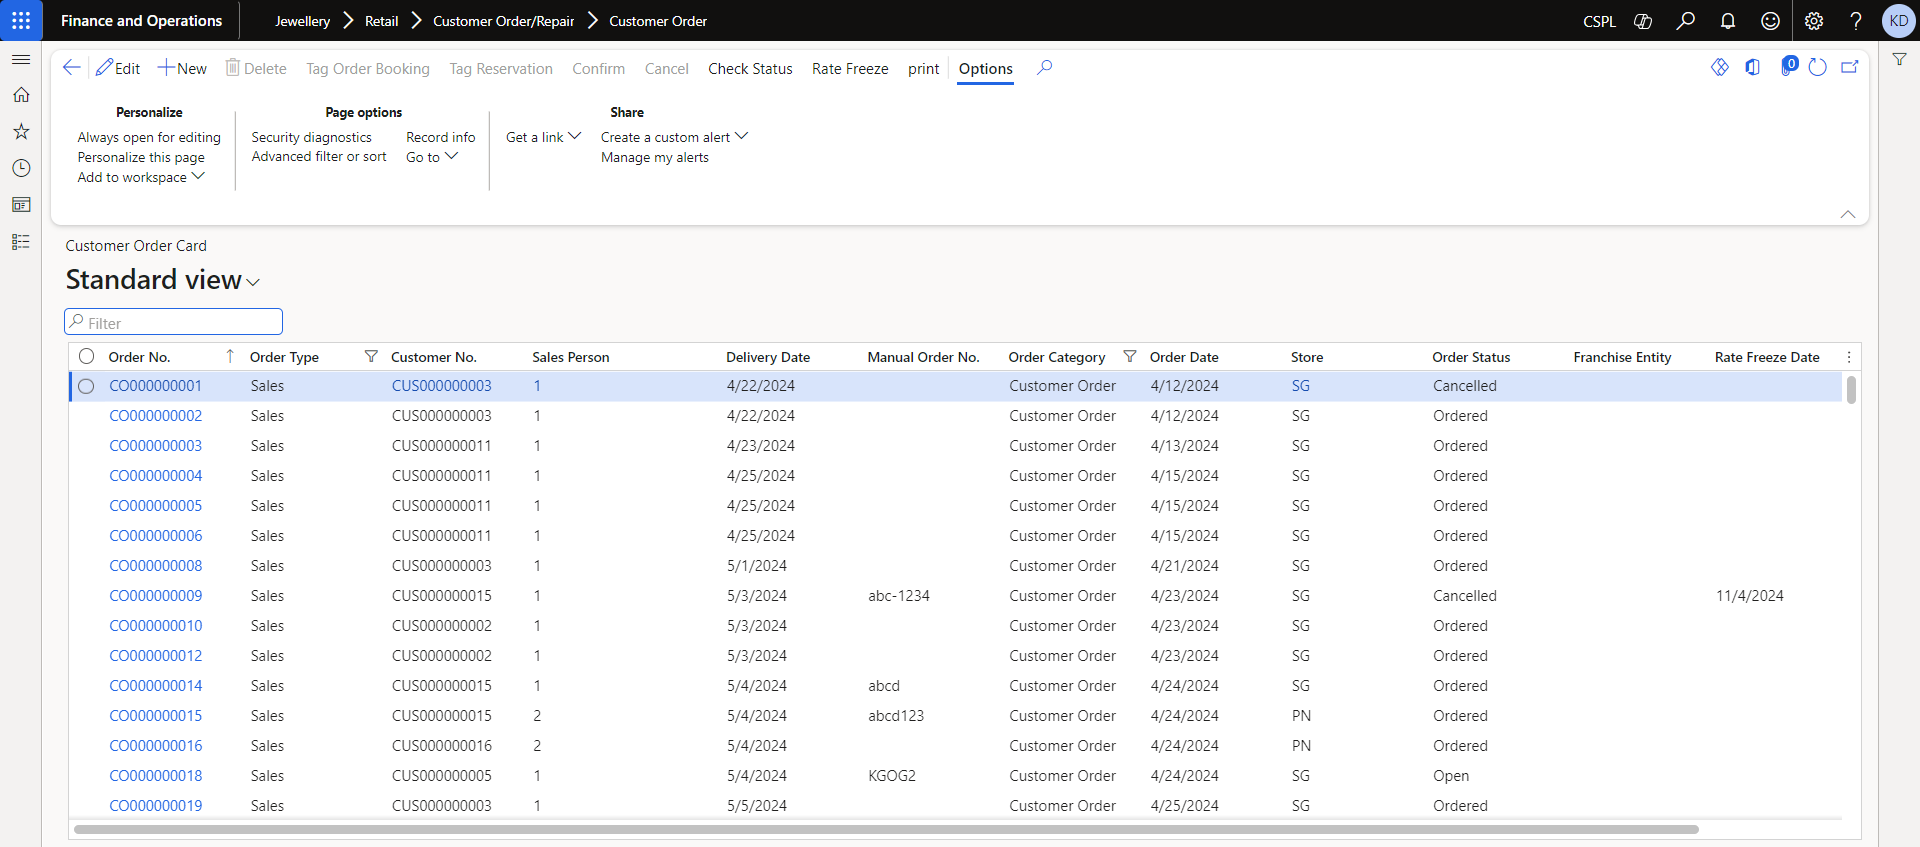 Finance and Operations Jewellery Retail Customer Order/Repair Customer Order CSPL KD
Edit New Delete Tag Order Booking Tag Reservation Confirm Cancel Check Status Rate Freeze print Options 0
Personalize Page options Share
Always open for editing Security diagnostics Record info Get a link Create a custom alert
Personalize this page Advanced filter or sort Go to Manage my alerts
Add to workspace
Customer Order Card
Standard view
Filter
Order No. Order Type Customer No. Sales Person Delivery Date Manual Order No. Order Category Order Date Store Order Status Franchise Entity Rate Freeze Date
CO000000001 Sales CUS000000003 1 4/22/2024 Customer Order 4/12/2024 SG Cancelled
CO000000002 Sales CUS000000003 1 4/22/2024 Customer Order 4/12/2024 SG Ordered
CO000000003 Sales CUS000000011 1 4/23/2024 Customer Order 4/13/2024 SG Ordered
CO000000004 Sales CUS000000011 1 4/25/2024 Customer Order 4/15/2024 SG Ordered
CO000000005 Sales CUS000000011 1 4/25/2024 Customer Order 4/15/2024 SG Ordered
CO000000006 Sales CUS000000011 1 4/25/2024 Customer Order 4/15/2024 SG Ordered
CO000000008 Sales CUS000000003 1 5/1/2024 Customer Order 4/21/2024 SG Ordered
CO000000009 Sales CUS000000015 1 5/3/2024 abc-1234 Customer Order 4/23/2024 SG Cancelled 11/4/2024
CO000000010 Sales CUS000000002 1 5/3/2024 Customer Order 4/23/2024 SG Ordered
CO000000012 Sales CUS000000002 1 5/3/2024 Customer Order 4/23/2024 SG Ordered
CO000000014 Sales CUS000000015 1 5/4/2024 abcd Customer Order 4/24/2024 SG Ordered
CO000000015 Sales CUS000000015 2 5/4/2024 abcd123 Customer Order 4/24/2024 PN Ordered
CO000000016 Sales CUS000000016 2 5/4/2024 Customer Order 4/24/2024 PN Ordered
CO000000018 Sales CUS000000005 1 5/4/2024 KGOG2 Customer Order 4/24/2024 SG Open
CO000000019 Sales CUS000000003 1 5/5/2024 Customer Order 4/25/2024 SG Ordered